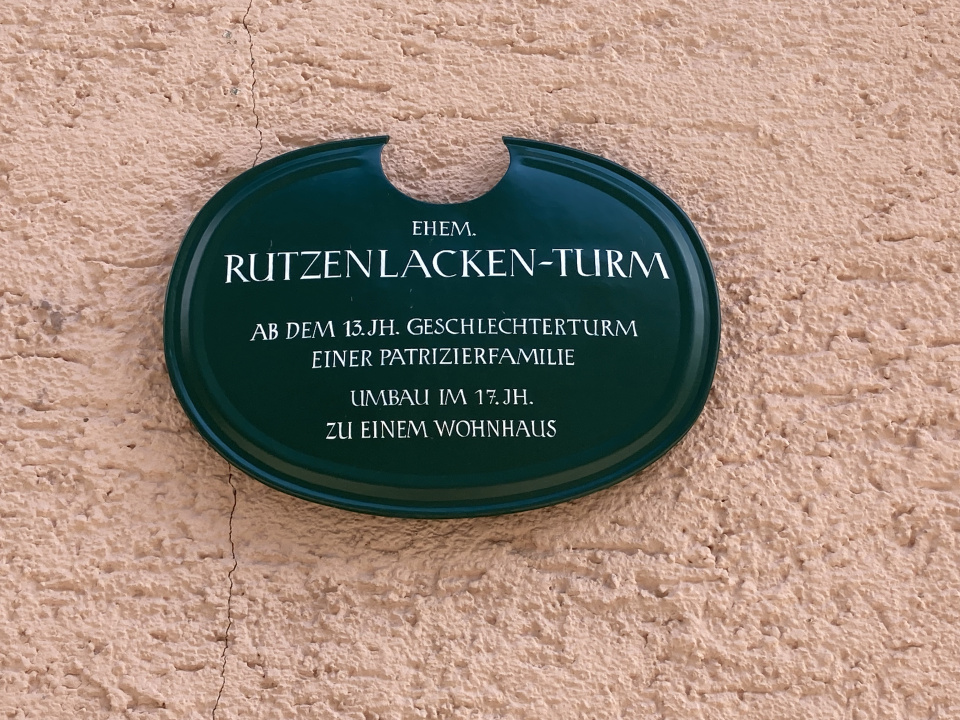 EHEM.
RUTZENLACKEN-TURM
AB DEM 13. JH. GESCHLECHTERTURM
EINER PATRIZIERFAMILIE
UMBAU IM 17. JH.
ZU EINEM WOHNHAUS